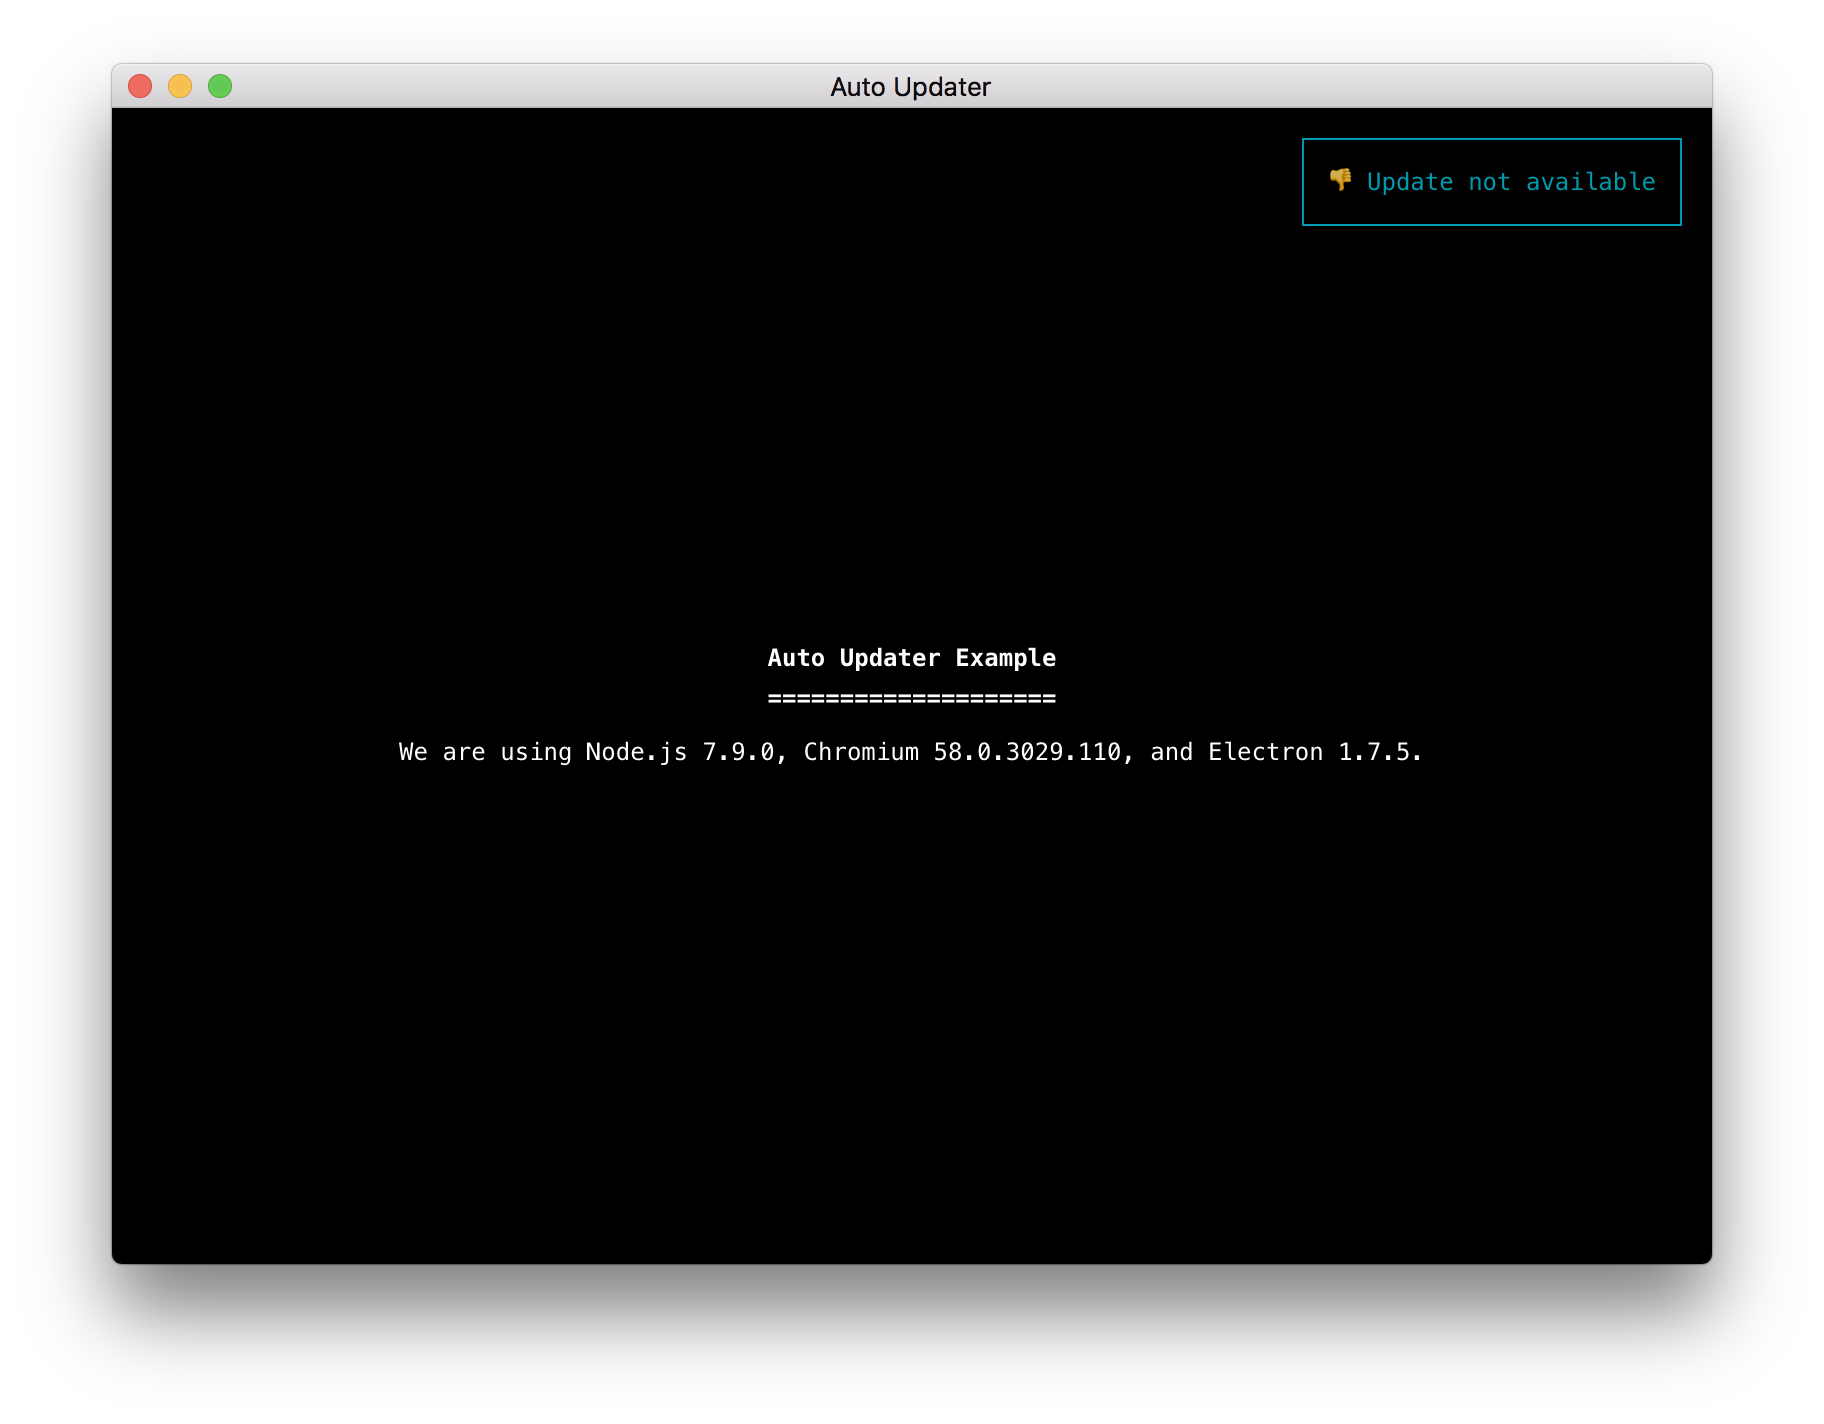 Auto Updater
👎 Update not available
Auto Updater Example
====================
We are using Node.js 7.9.0, Chromium 58.0.3029.110, and Electron 1.7.5.